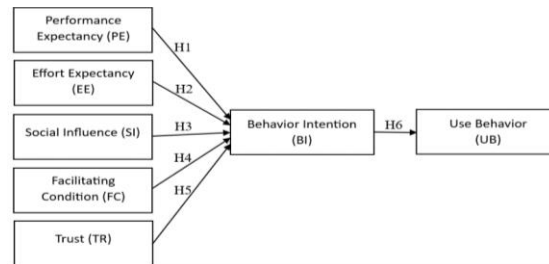 Performance
Expectancy (PE)
H1
Effort Expectancy
(EE)
H2
Social Influence (SI)
H3
Behavior Intention
(BI)
H6
Use Behavior
(UB)
H4
Facilitating
Condition (FC)
H5
Trust (TR)